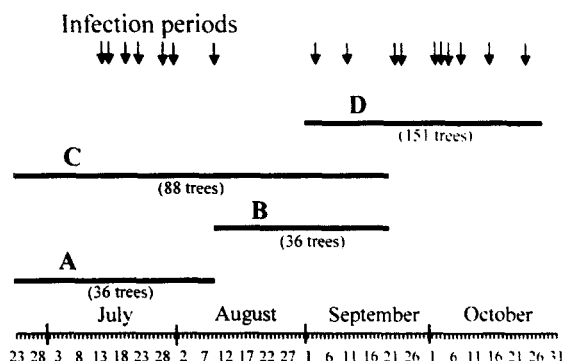 Infection periods
D
(151 trees)
C
(88 trees)
B
(36 trees)
A
(36 trees)
July August September October
23 28 3 8 13 18 23 28 2 7 12 17 22 27 1 6 11 16 21 26 1 6 11 16 21 26 31